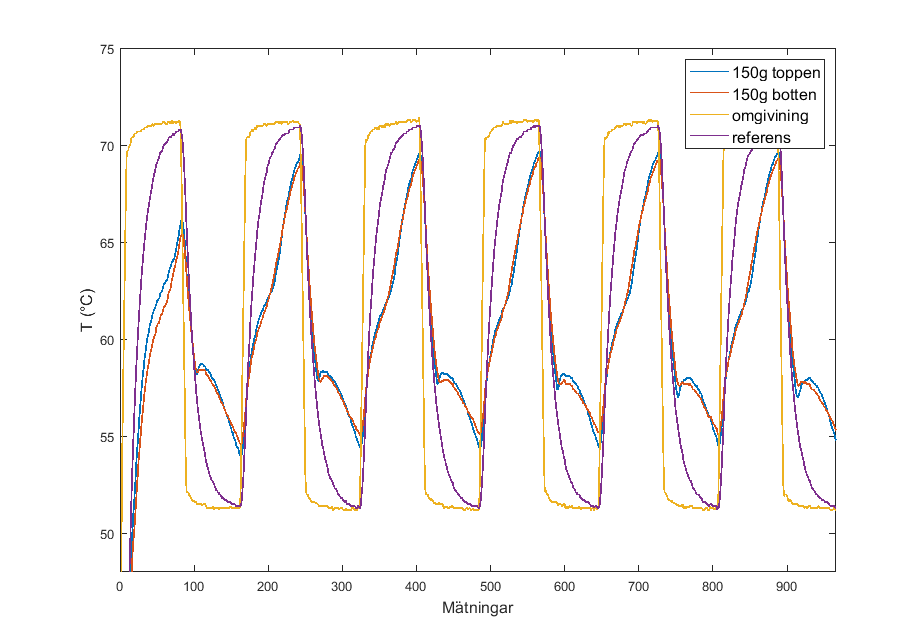 75
150g toppen
150g botten
omgivining
referens
70
65
T (°C)
60
55
50
0 100 200 300 400 500 600 700 800 900
Mätningar